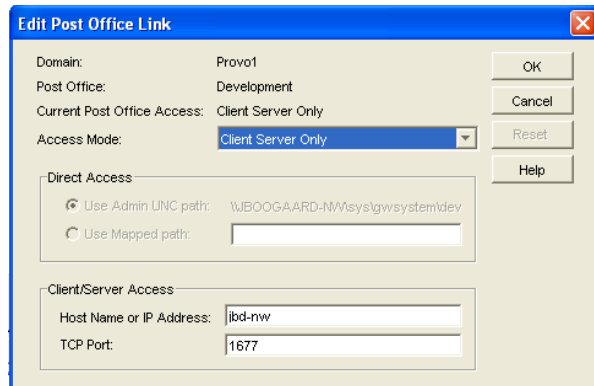 Edit Post Office Link
Domain: Provo1
OK
Post Office: Development
Current Post Office Access: Client Server Only
Cancel
Access Mode: Client Server Only
Reset
Help
Direct Access
Use Admin UNC path: \\JBOOGAARD-NW\sys\gwsystem\dev
Use Mapped path:
Client/Server Access
Host Name or IP Address: jbd-nw
TCP Port: 1677